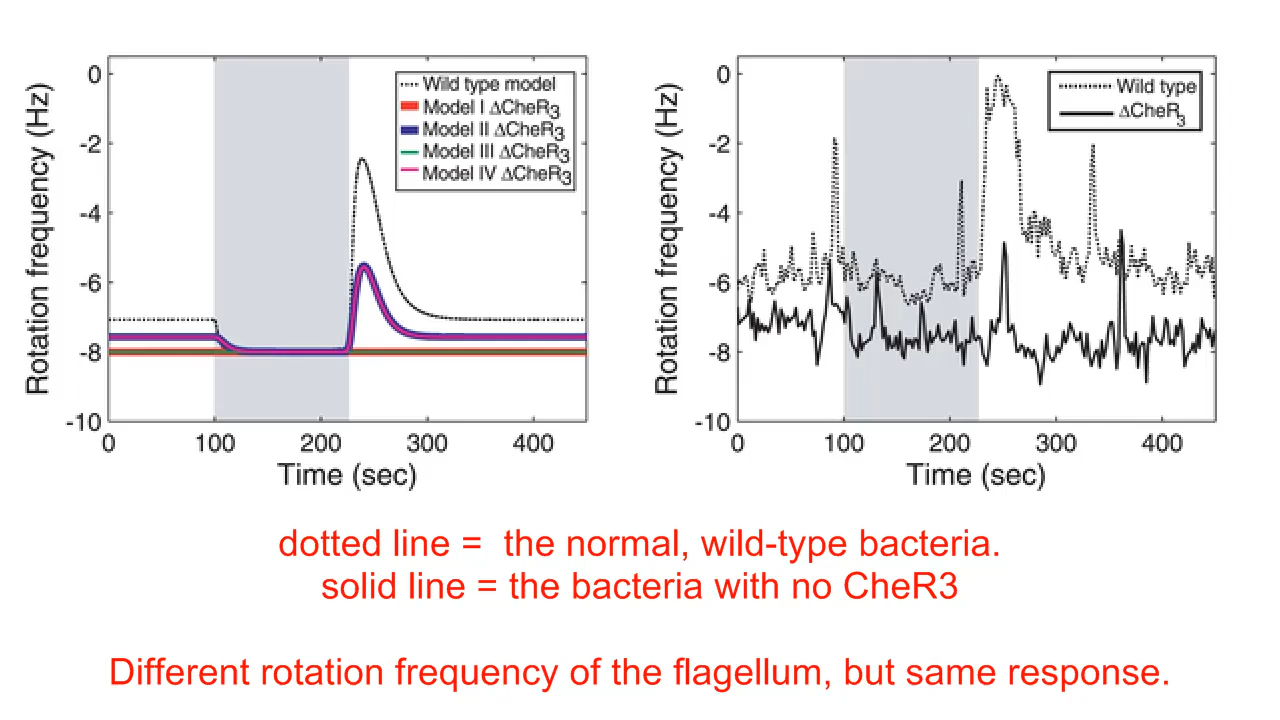 0
-2
-4
-6
-8
-10
Rotation frequency (Hz)
0 100 200 300 400
Time (sec)
Wild type model
Model I ΔCheR3
Model II ΔCheR3
Model III ΔCheR3
Model IV ΔCheR3
0
-2
-4
-6
-8
-10
Rotation frequency (Hz)
0 100 200 300 400
Time (sec)
Wild type
ΔCheR3
dotted line = the normal, wild-type bacteria.
solid line = the bacteria with no CheR3
Different rotation frequency of the flagellum, but same response.